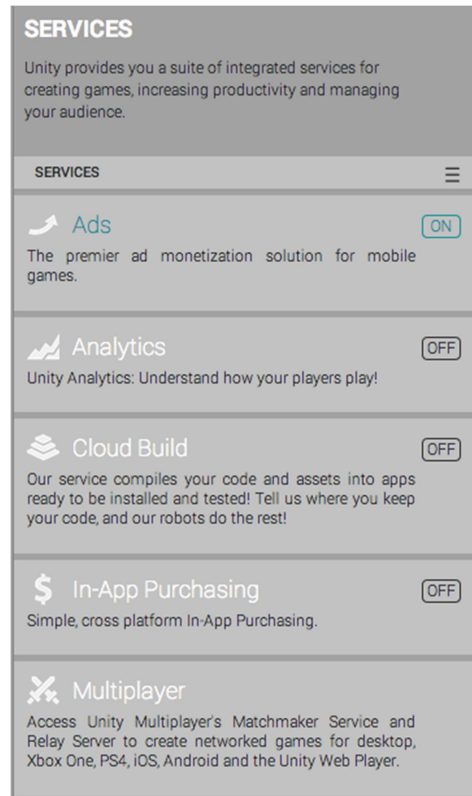 SERVICES
Unity provides you a suite of integrated services for
creating games, increasing productivity and managing
your audience.
SERVICES
Ads ON
The premier ad monetization solution for mobile
games.
Analytics OFF
Unity Analytics: Understand how your players play!
Cloud Build OFF
Our service compiles your code and assets into apps
ready to be installed and tested! Tell us where you keep
your code, and our robots do the rest!
In-App Purchasing OFF
Simple, cross platform In-App Purchasing.
Multiplayer
Access Unity Multiplayer's Matchmaker Service and
Relay Server to create networked games for desktop,
Xbox One, PS4, iOS, Android and the Unity Web Player.